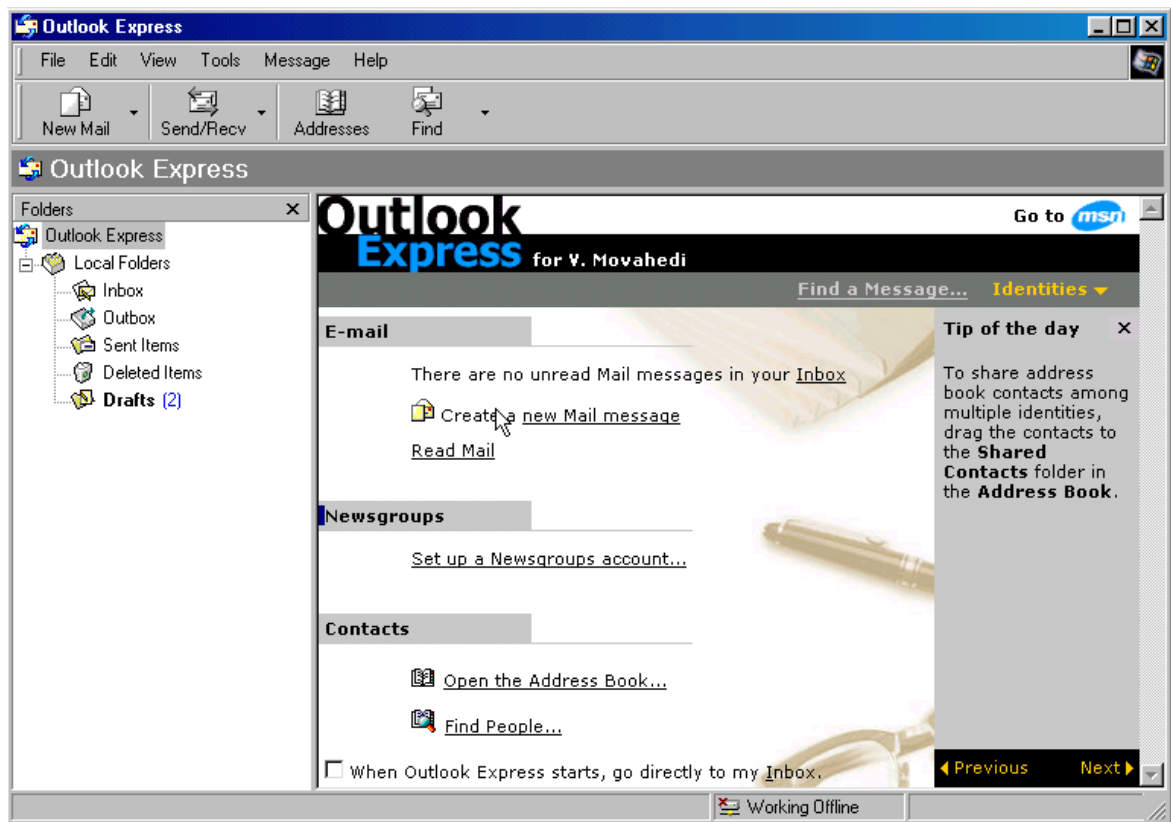 Outlook Express
File Edit View Tools Message Help
New Mail Send/Recv Addresses Find
Outlook Express
Folders
Outlook Express
Local Folders
Inbox
Outbox
Sent Items
Deleted Items
Drafts (2)
Outlook
Express for V. Movahedi
Go to msn
Find a Message... Identities
E-mail
There are no unread Mail messages in your Inbox
Create a new Mail message
Read Mail
Newsgroups
Set up a Newsgroups account...
Contacts
Open the Address Book...
Find People...
When Outlook Express starts, go directly to my Inbox.
Tip of the day
To share address
book contacts among
multiple identities,
drag the contacts to
the Shared
Contacts folder in
the Address Book.
Previous Next
Working Offline